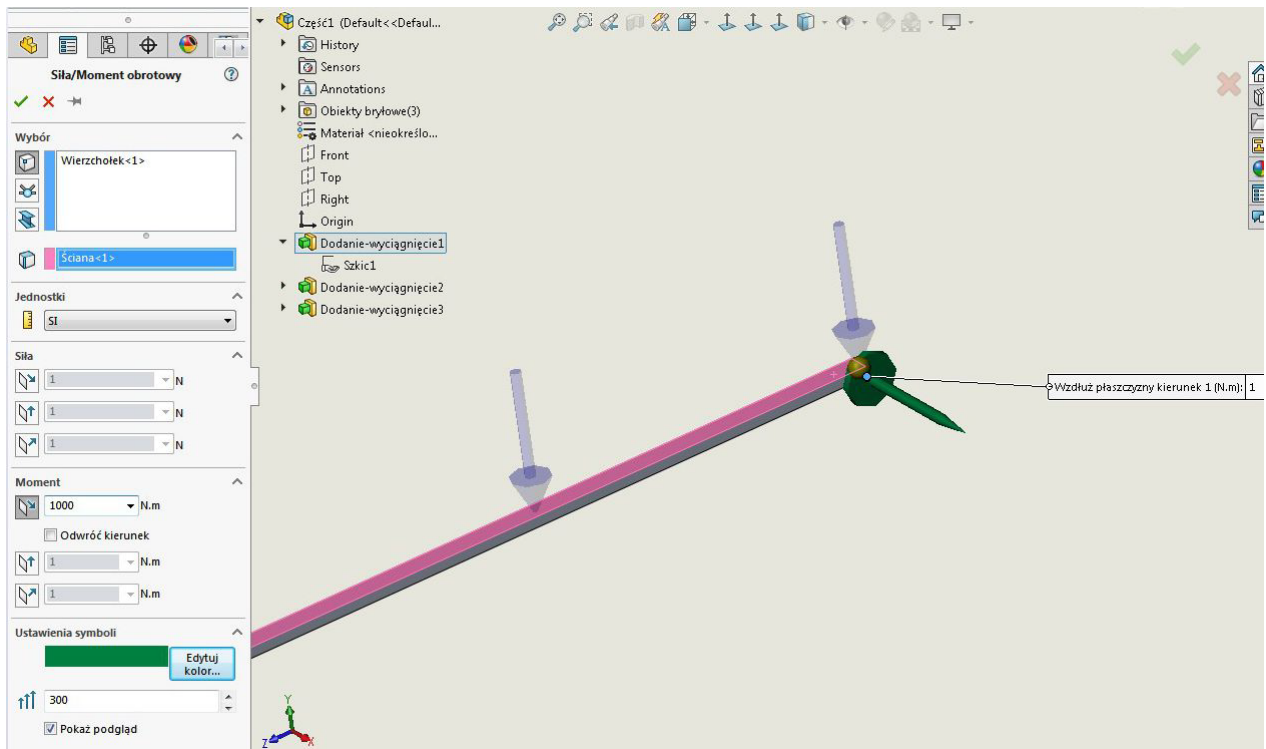 Siła/Moment obrotowy
Wybór
Wierzchołek<1>
Ściana<1>
Jednostki
SI
Siła
1 N
1 N
1 N
Moment
1000 N.m
Odwróć kierunek
1 N.m
1 N.m
Ustawienia symboli
Edytuj
kolor...
300
Pokaż podgląd
Część1 (Default<<Defaul...
History
Sensors
A Annotations
Obiekty bryłowe(3)
Materiał <nieokreślo...
Front
Top
Right
Origin
Dodanie-wyciągnięcie1
Szkic1
Dodanie-wyciągnięcie2
Dodanie-wyciągnięcie3
Wzdłuż płaszczyzny kierunek 1 (N.m): 1
Y
Z X